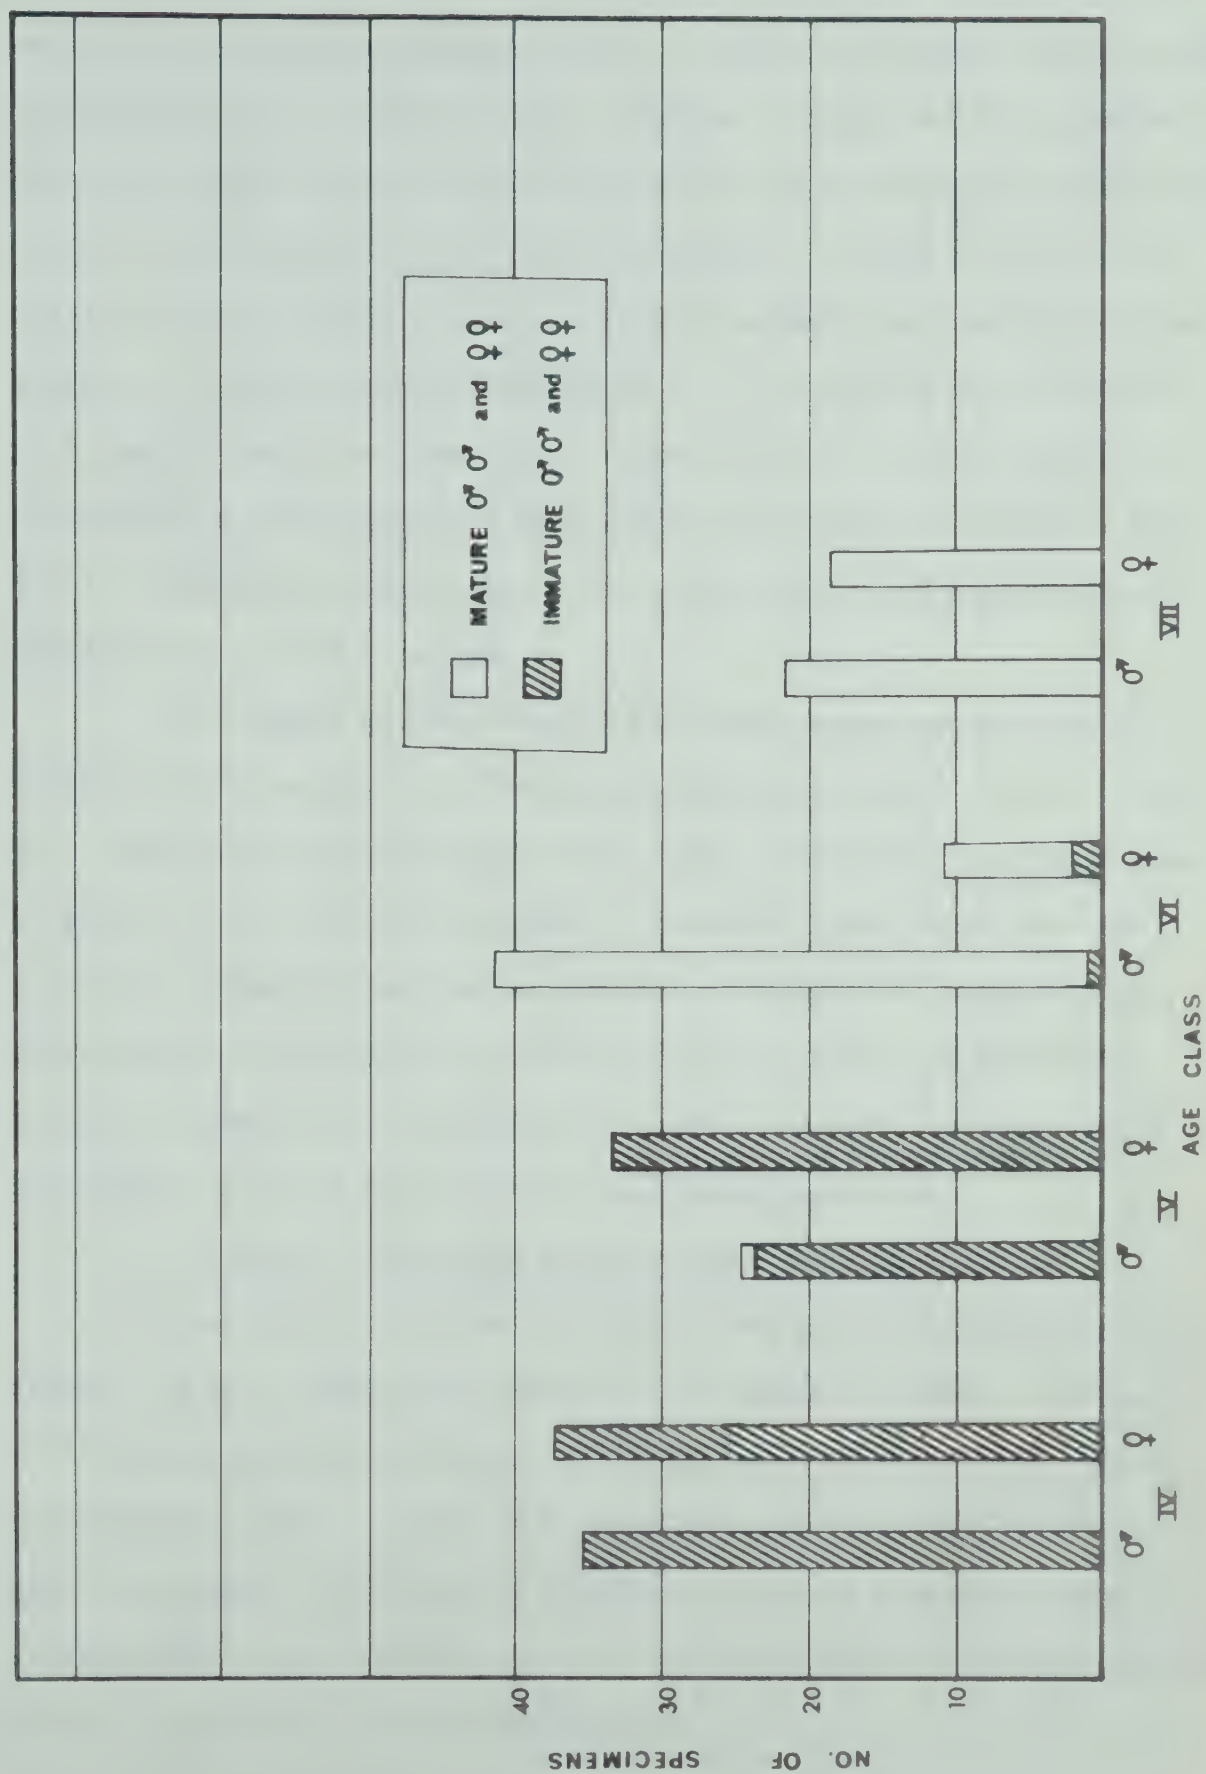 NO. OF SPECIMENS
40
30
20
10
MATURE ♂♂ and ♀♀
IMMATURE ♂♂ and ♀♀
♂ ♀ ♂ ♀ ♂ ♀ ♂ ♀
IV V VI VII
AGE CLASS